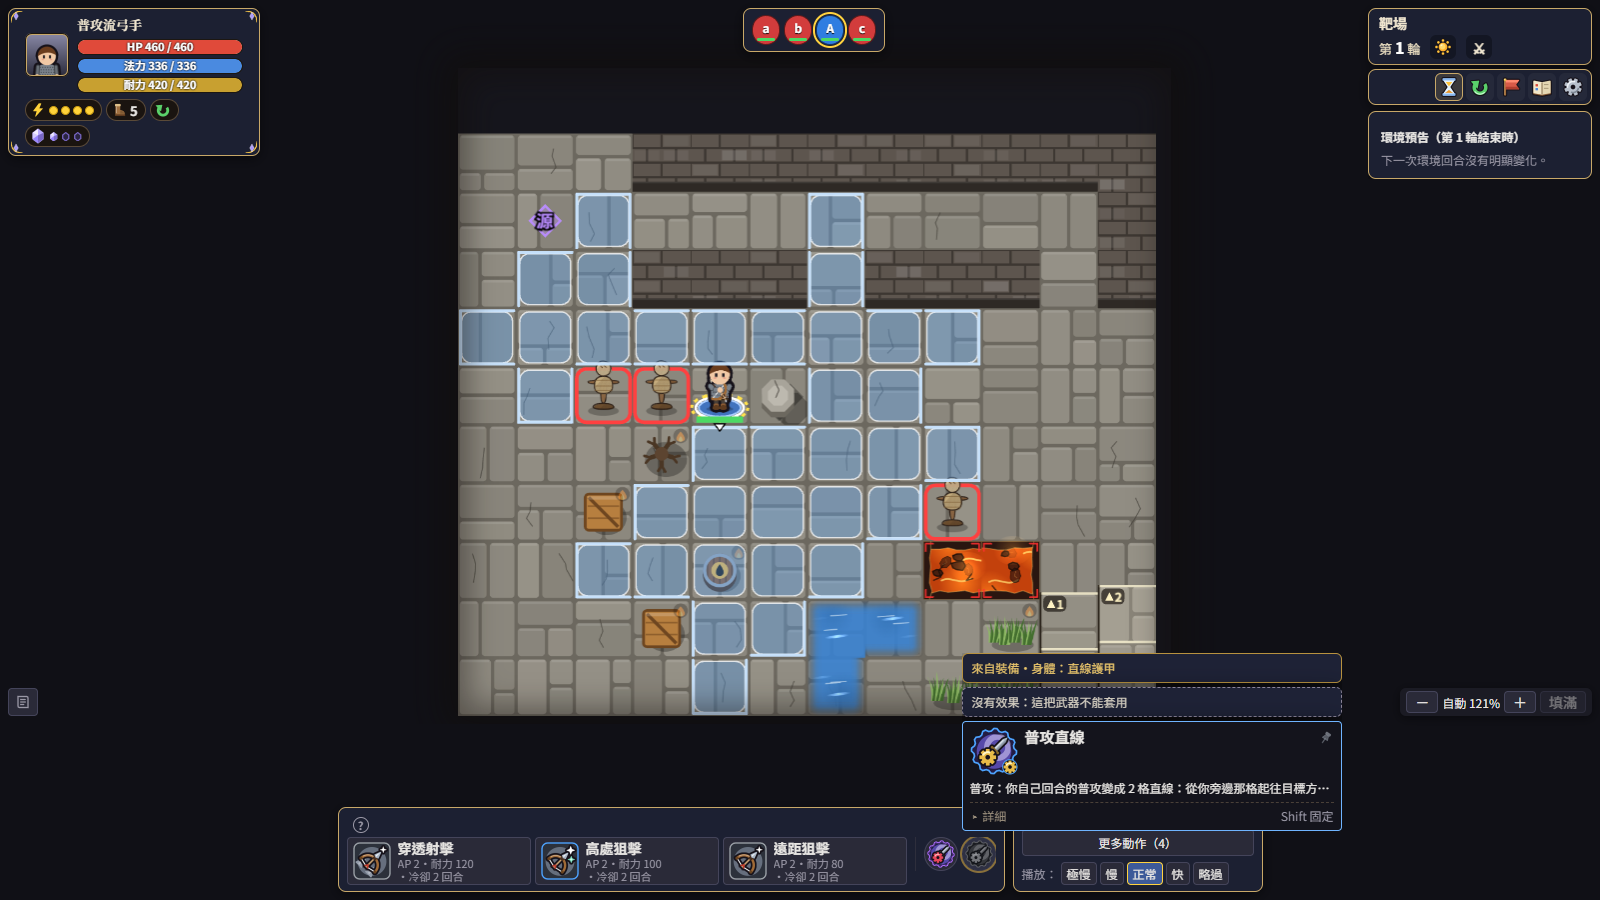 普攻流弓手
HP 460 / 460
法力 336 / 336
耐力 420 / 420
5
a
b
A
c
靶場
第 1 輪
環境預告（第 1 輪結束時）
下一次環境回合沒有明顯變化。
源
▲1
▲2
來自裝備・身體：直線護甲
沒有效果：這把武器不能套用
普攻直線
普攻：你自己回合的普攻變成 2 格直線：從你旁邊那格起往目標方…
▸ 詳細
Shift 固定
− 自動 121% + 填滿
?
穿透射擊
AP 2・耐力 120
・冷卻 2 回合
高處狙擊
AP 2・耐力 100
・冷卻 2 回合
遠距狙擊
AP 2・耐力 80
・冷卻 2 回合
更多動作（4）
播放： 極慢 慢 正常 快 略過